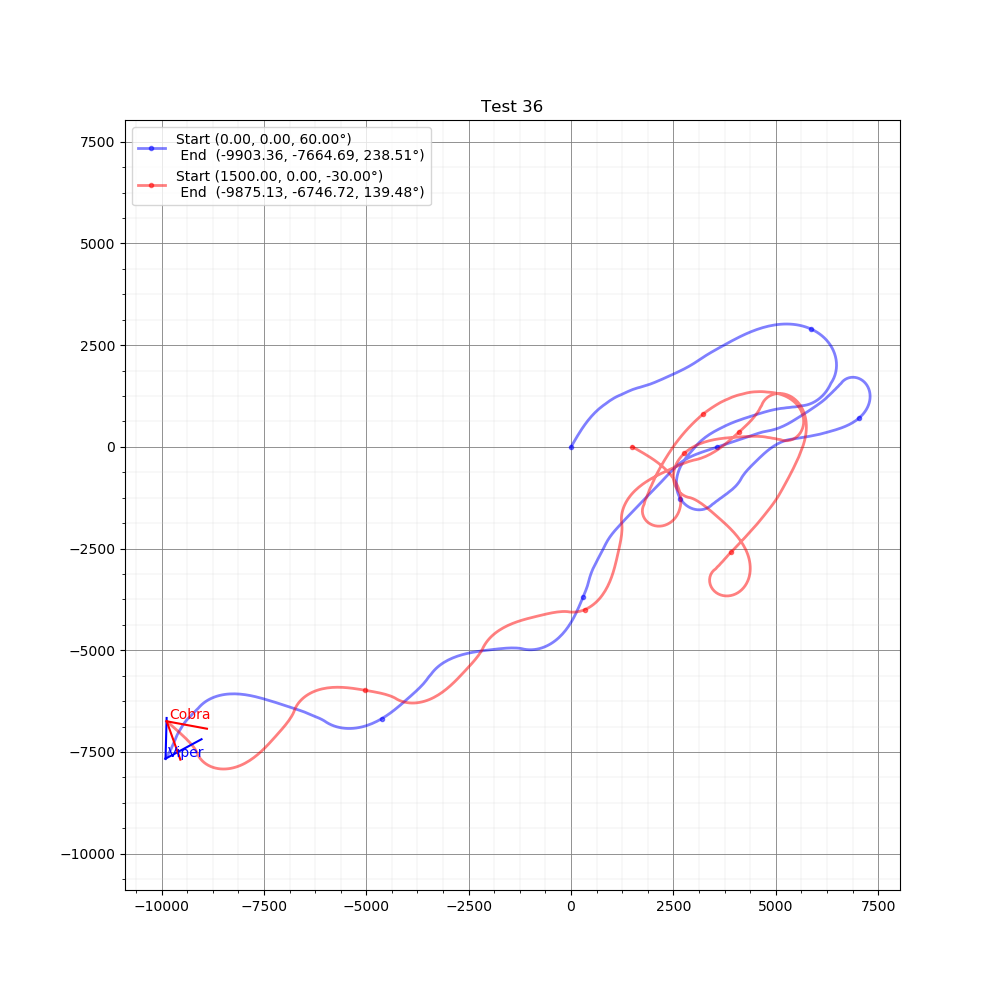 Test 36
Start (0.00, 0.00, 60.00°)
End (-9903.36, -7664.69, 238.51°)
Start (1500.00, 0.00, -30.00°)
End (-9875.13, -6746.72, 139.48°)
7500
5000
2500
0
−2500
−5000
−7500
−10000
Cobra
Viper
−10000 −7500 −5000 −2500 0 2500 5000 7500